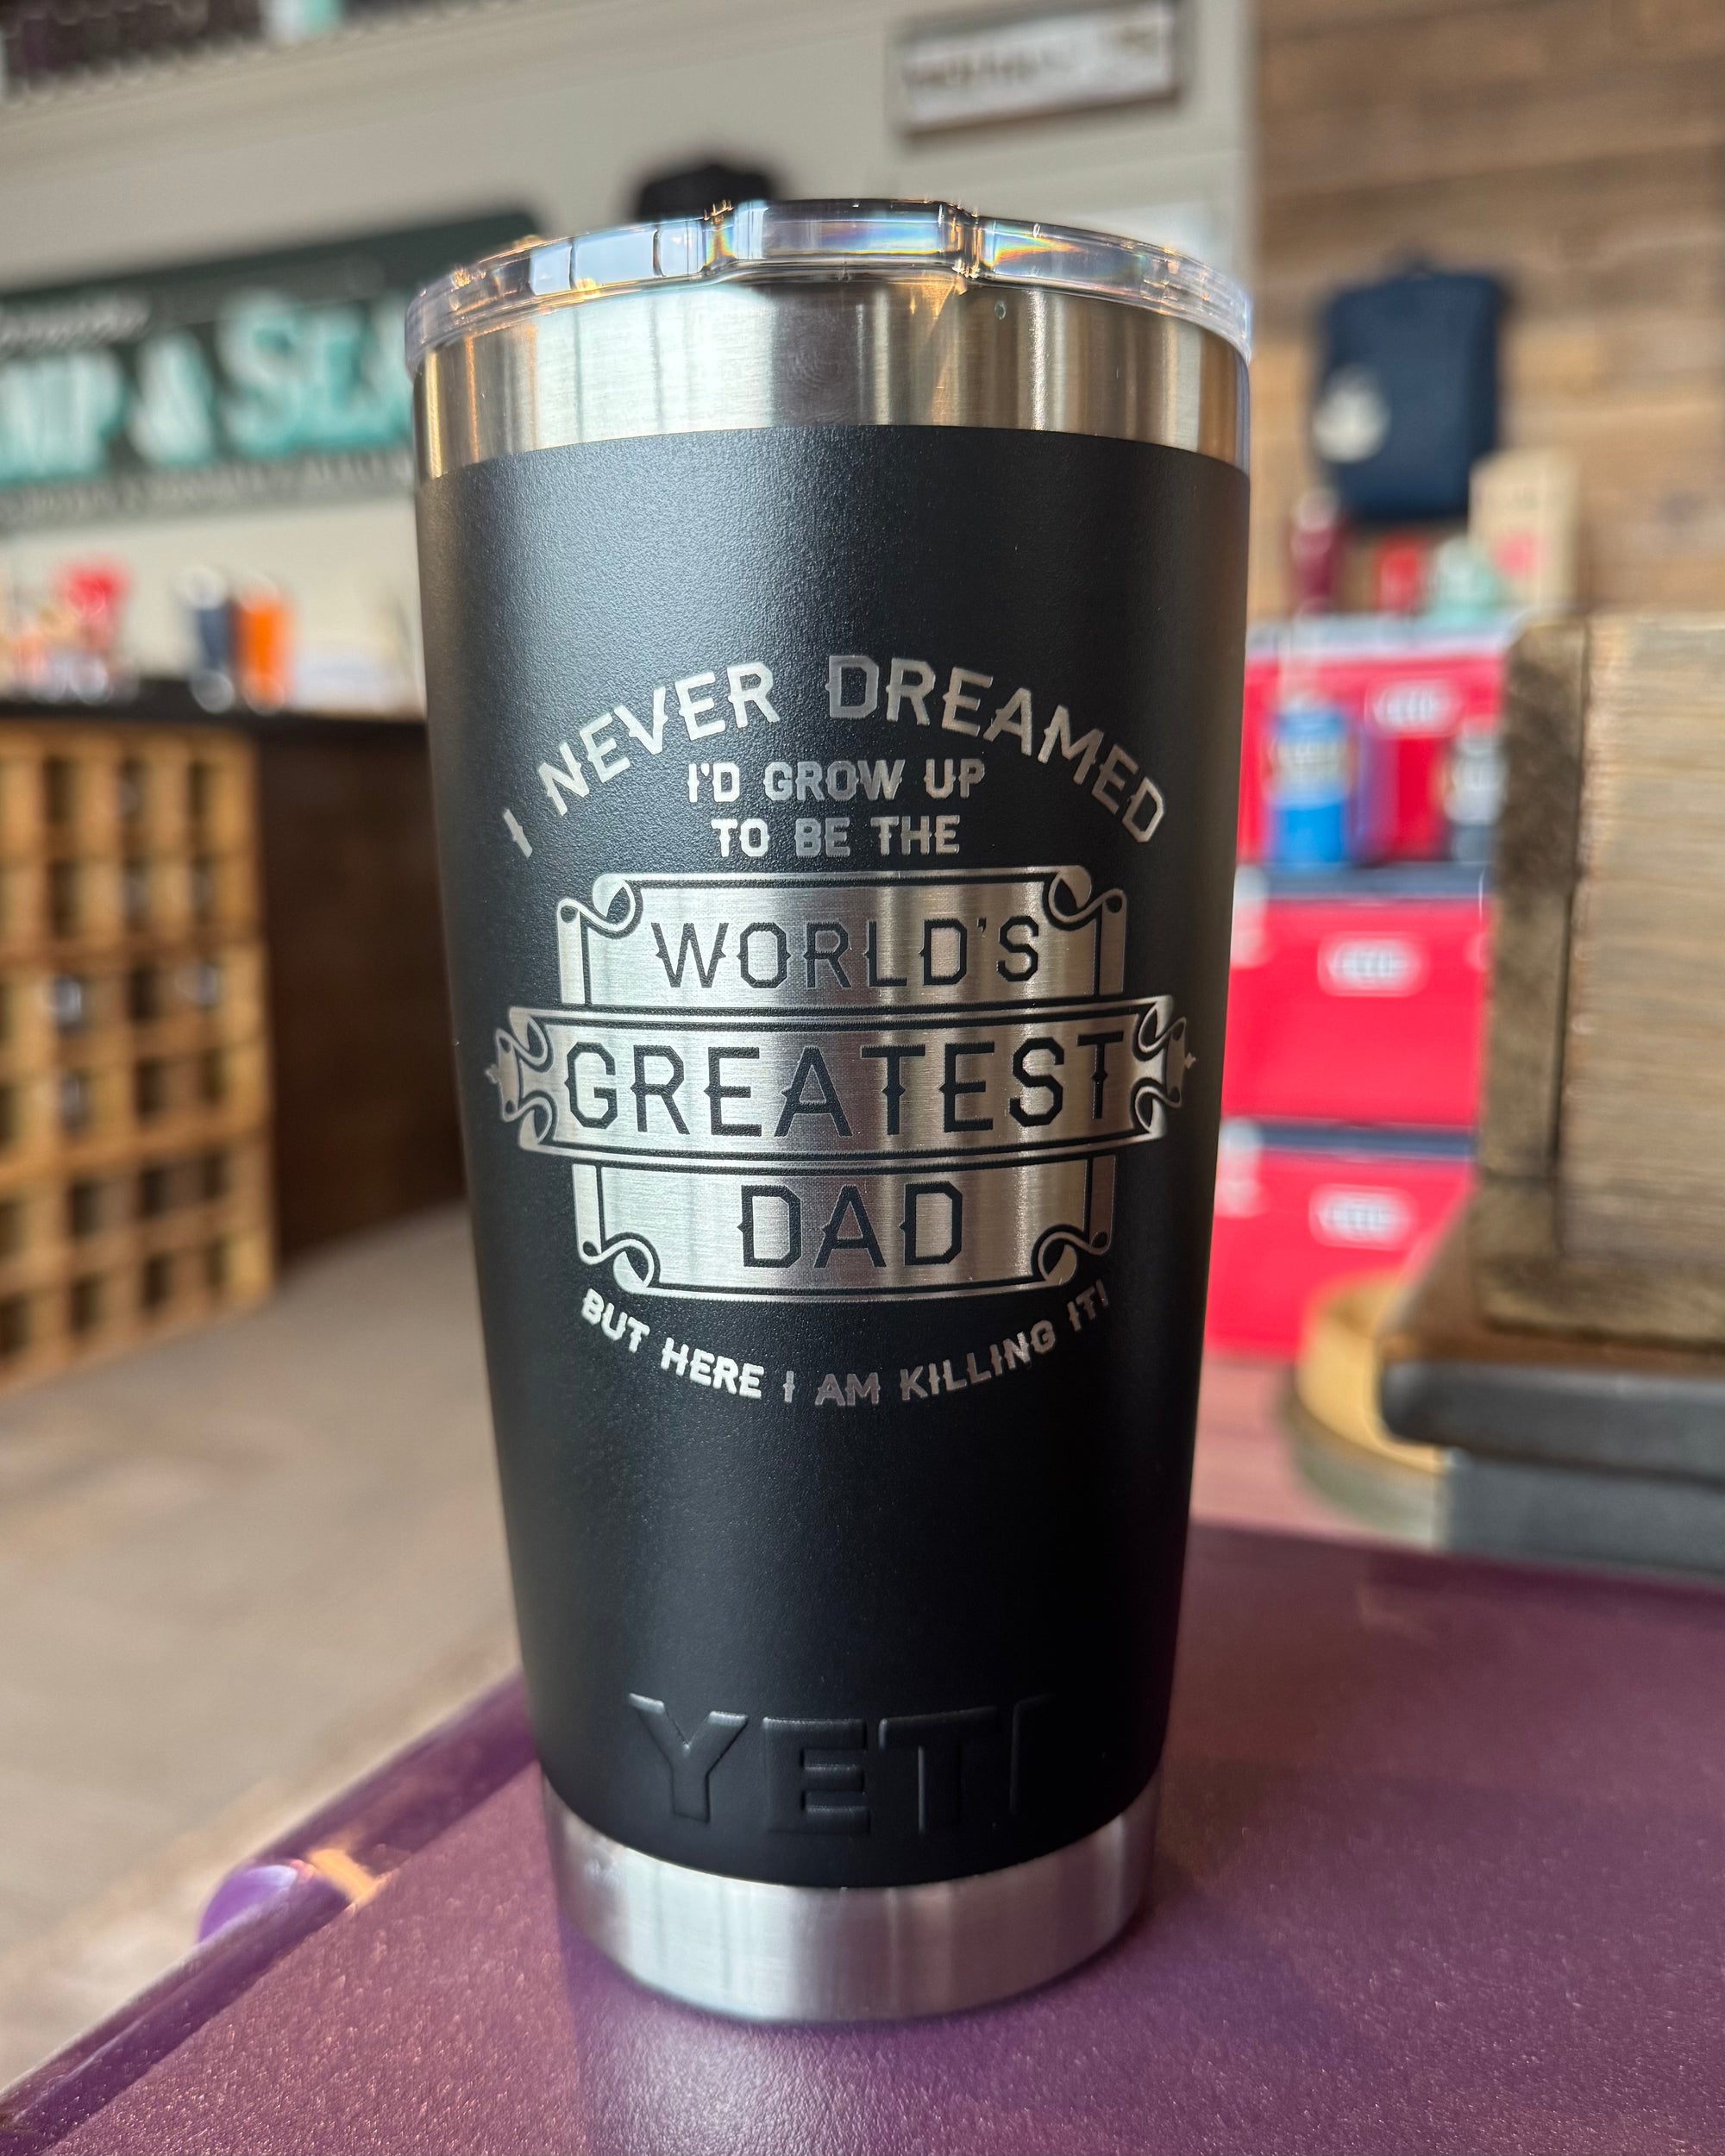 I NEVER DREAMED
I'D GROW UP
TO BE THE
WORLD'S
GREATEST
DAD
BUT HERE I AM KILLING IT!
YETI